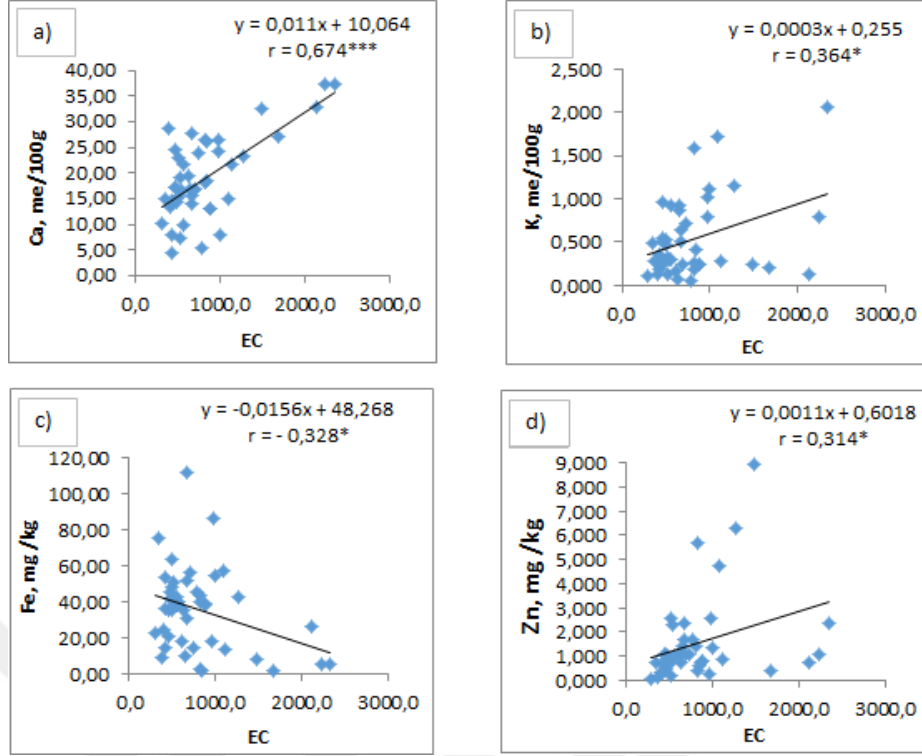 a)
y = 0,011x + 10,064
r = 0,674***
Ca, me/100g
40,00
35,00
30,00
25,00
20,00
15,00
10,00
5,00
0,00
0,0 1000,0 2000,0 3000,0
EC
b)
y = 0,0003x + 0,255
r = 0,364*
K, me/100g
2,500
2,000
1,500
1,000
0,500
0,000
0,0 1000,0 2000,0 3000,0
EC
c)
y = -0,0156x + 48,268
r = - 0,328*
Fe, mg /kg
120,00
100,00
80,00
60,00
40,00
20,00
0,00
0,0 1000,0 2000,0 3000,0
EC
d)
y = 0,0011x + 0,6018
r = 0,314*
Zn, mg /kg
9,000
8,000
7,000
6,000
5,000
4,000
3,000
2,000
1,000
0,000
0,0 1000,0 2000,0 3000,0
EC